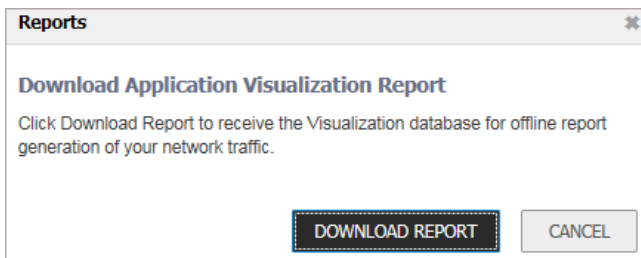 Reports
Download Application Visualization Report
Click Download Report to receive the Visualization database for offline report
generation of your network traffic.
DOWNLOAD REPORT CANCEL